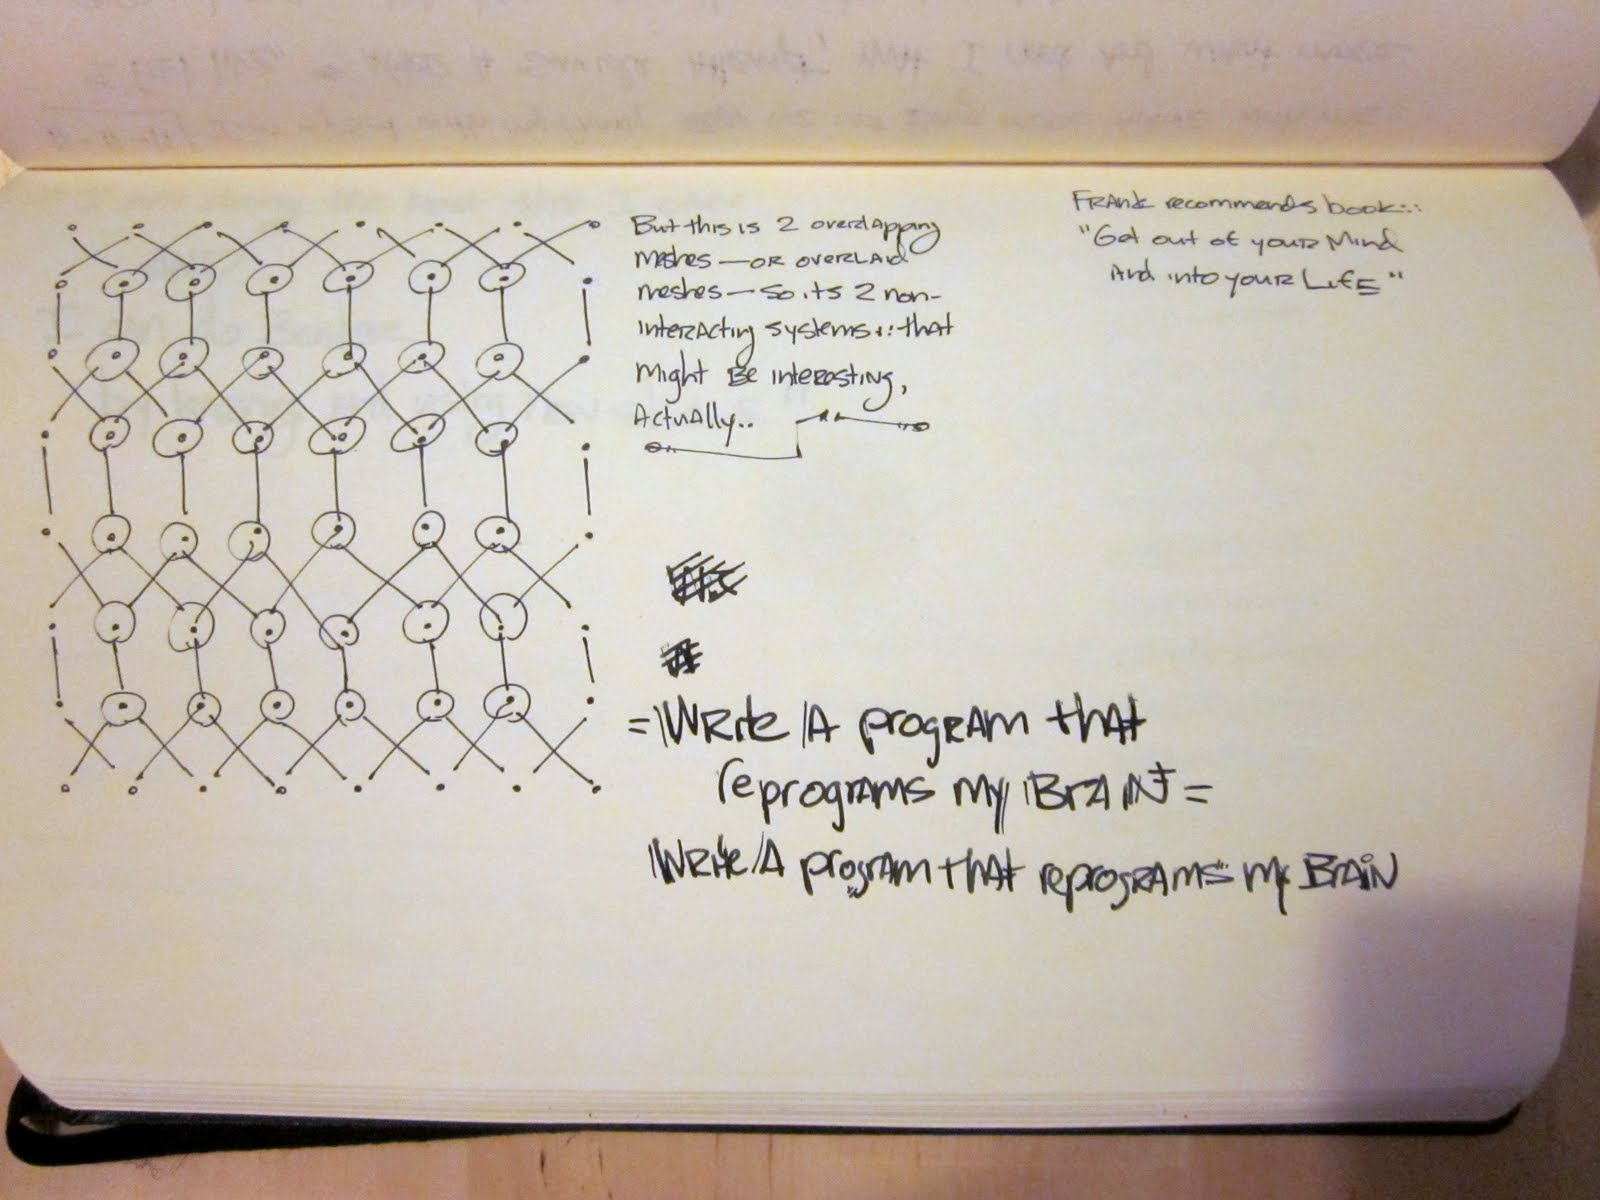 But this is 2 overlapping
meshes — or overlaid
meshes — so its 2 non-
interacting systems... that
might be interesting,
Actually..
Frank recommends book:::
"Get out of your Mind
And into your Life"
= Write A program that
reprograms my Brain =
Write A program that reprograms my Brain